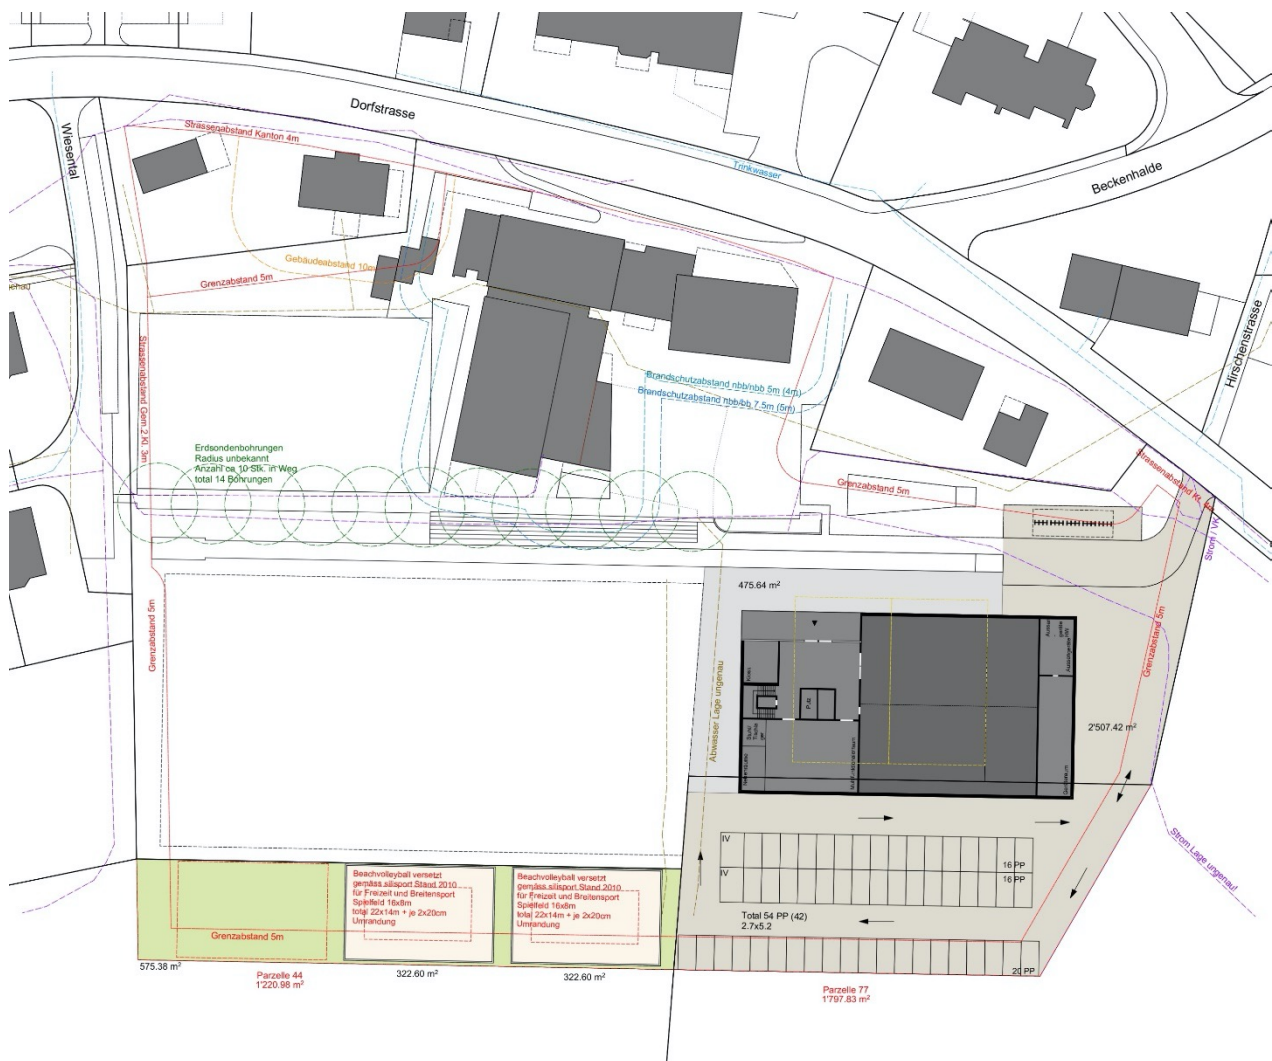 Dorfstrasse
Wiesental
Strassenabstand Kanton 4m
Trinkwasser
Beckenhalde
Hirschenstrasse
Gebäudeabstand 10m
Grenzabstand 5m
Strassenabstand Gem.2.Kl. 3m
Brandschutzabstand nbb/nbb 5m (4m)
Brandschutzabstand nbb/bb 7.5m (5m)
Erdsondenbohrungen
Radius unbekannt
Anzahl ca 10 Stk. in Weg
total 14 Bohrungen
Grenzabstand 5m
Strassenabstand Kt.
Strom / VK
475.64 m²
Grenzabstand 5m
Grenzabstand 5m
Abwasser Lage ungenau
2'507.42 m²
Strom Lage ungenau!
IV
16 PP
IV
16 PP
Total 54 PP (42)
2.7x5.2
20 PP
Beachvolleyball versetzt
gemäss silisport Stand 2010
für Freizeit und Breitensport
Spielfeld 16x8m
total 22x14m + je 2x20cm
Umrandung
Beachvolleyball versetzt
gemäss silisport Stand 2010
für Freizeit und Breitensport
Spielfeld 16x8m
total 22x14m + je 2x20cm
Umrandung
Grenzabstand 5m
575.38 m²
Parzelle 44
1'220.98 m²
322.60 m²
322.60 m²
Parzelle 77
1'797.83 m²